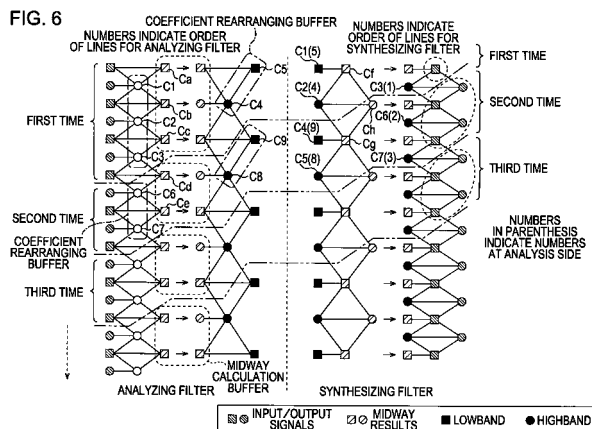 FIG. 6
NUMBERS INDICATE ORDER
OF LINES FOR ANALYZING FILTER
COEFFICIENT REARRANGING BUFFER
NUMBERS INDICATE
ORDER OF LINES FOR
SYNTHESIZING FILTER
Ca
C1
Cb
C2
Cc
C3
Cd
C6
Ce
C7
C5
C4
C9
C8
C1(5)
C2(4)
C4(9)
C5(8)
Cf
Cg
Ch
C3(1)
C6(2)
C7(3)
FIRST TIME
SECOND TIME
COEFFICIENT
REARRANGING
BUFFER
THIRD TIME
FIRST TIME
SECOND TIME
THIRD TIME
NUMBERS
IN PARENTHESIS
INDICATE NUMBERS
AT ANALYSIS SIDE
MIDWAY
CALCULATION
BUFFER
ANALYZING FILTER
SYNTHESIZING FILTER
INPUT/OUTPUT
SIGNALS
MIDWAY
RESULTS
LOWBAND
HIGHBAND